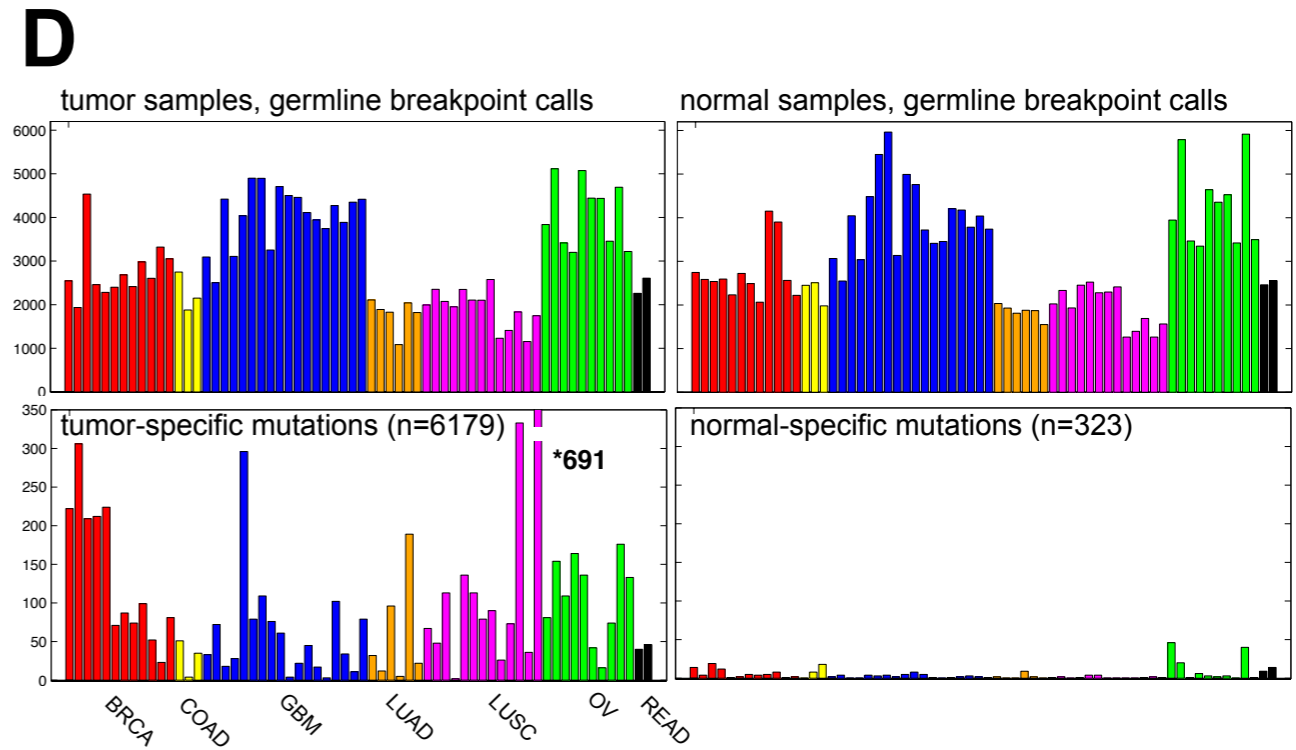 D
tumor samples, germline breakpoint calls
normal samples, germline breakpoint calls
6000
5000
4000
3000
2000
1000
0
tumor-specific mutations (n=6179)
normal-specific mutations (n=323)
*691
350
300
250
200
150
100
50
0
BRCA
COAD
GBM
LUAD
LUSC
OV
READ